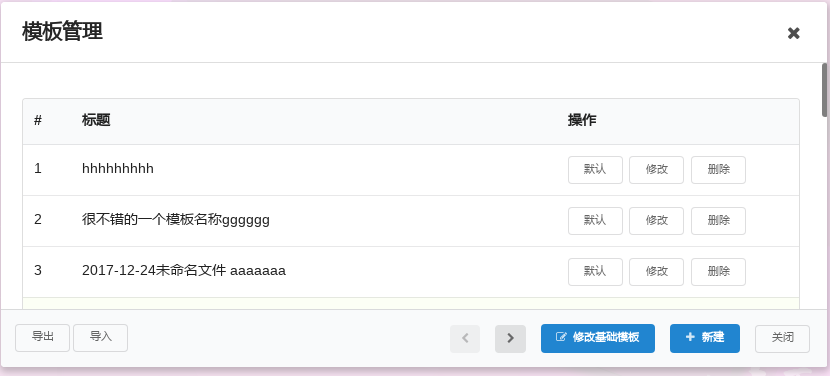 模板管理
# 标题 操作
1 hhhhhhhhh 默认 修改 删除
2 很不错的一个模板名称gggggg 默认 修改 删除
3 2017-12-24未命名文件 aaaaaaa 默认 修改 删除
导出 导入 修改基础模板 新建 关闭